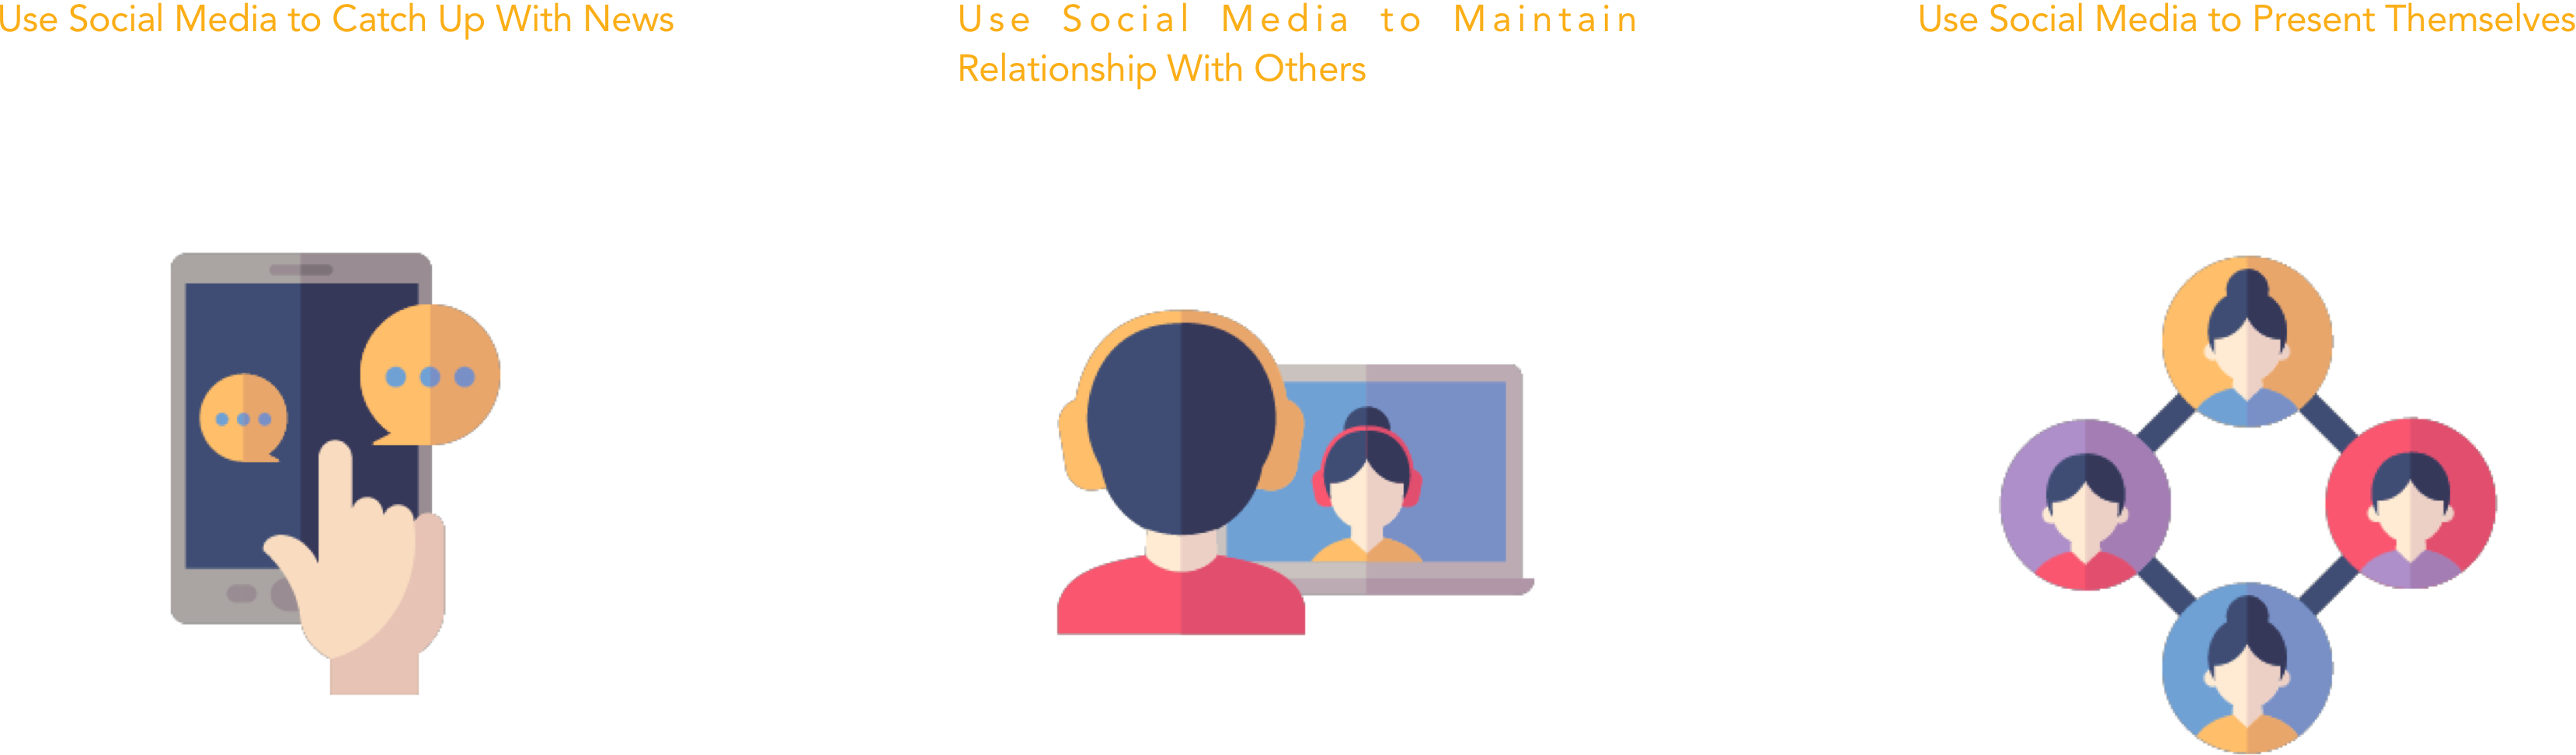 Use Social Media to Catch Up With News
Use Social Media to Maintain
Relationship With Others
Use Social Media to Present Themselves